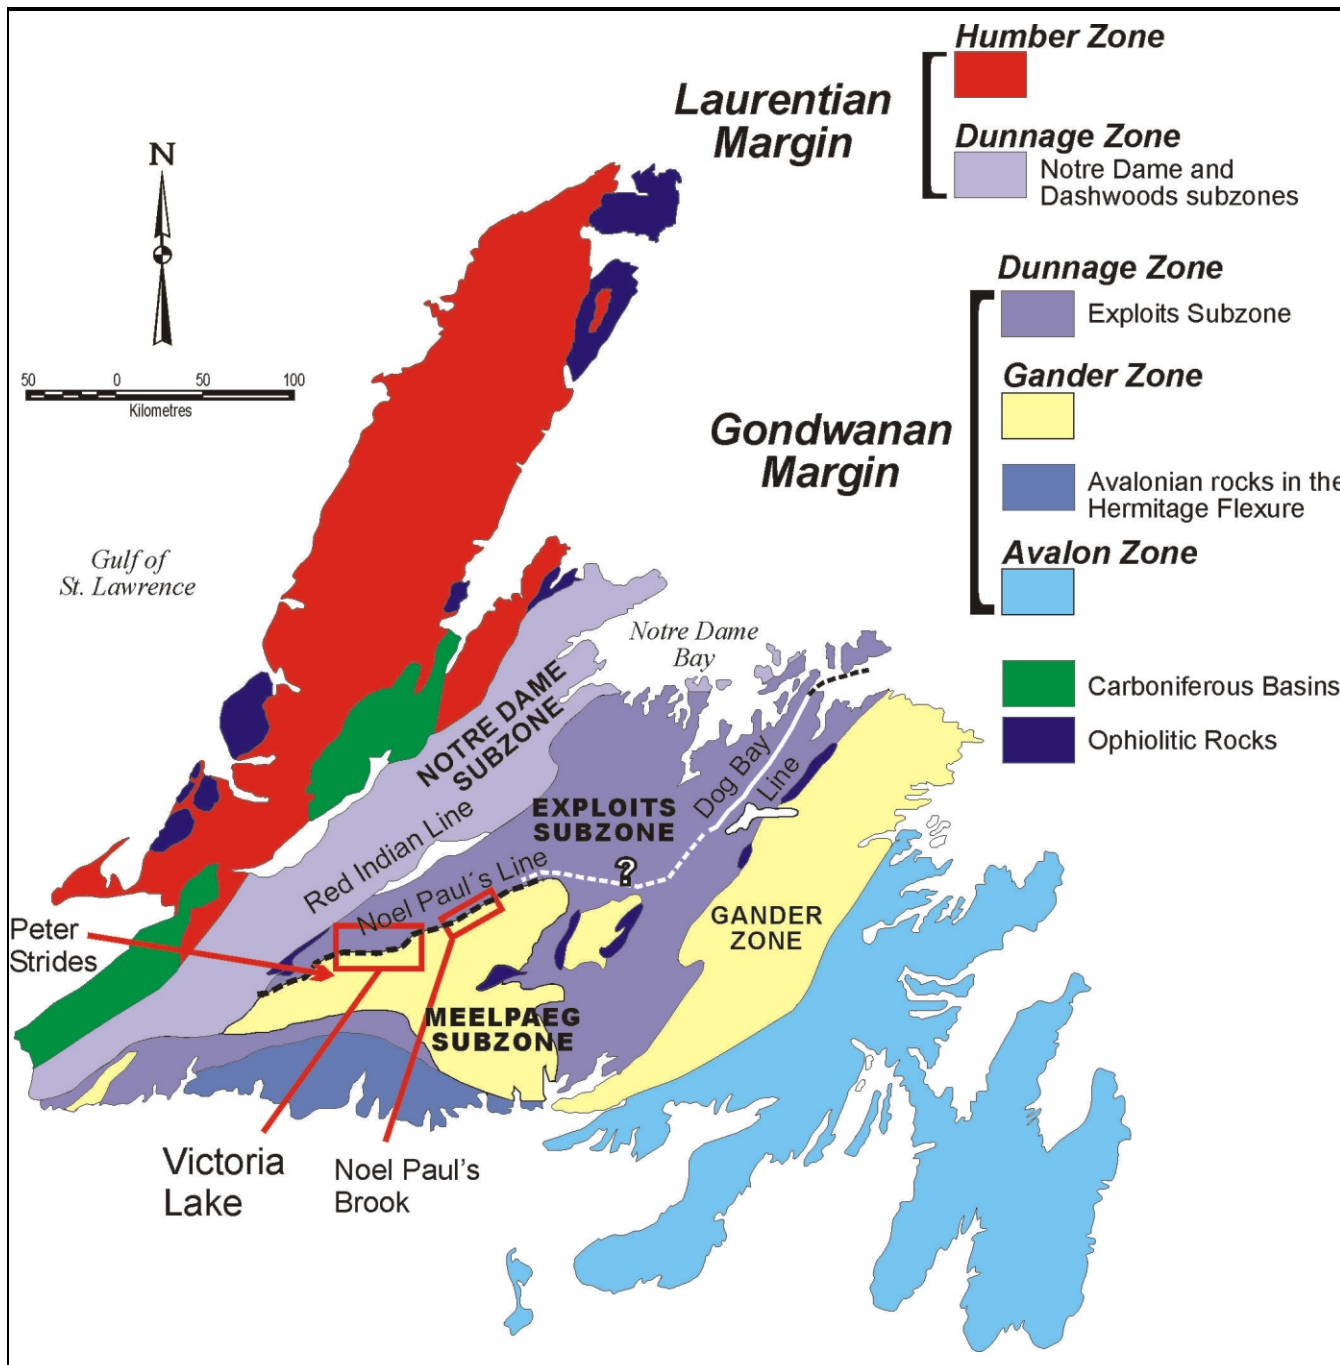 Humber Zone
Laurentian
Margin
Dunnage Zone
Notre Dame and
Dashwoods subzones
N
Dunnage Zone
Exploits Subzone
Gander Zone
Gondwanan
Margin
Avalonian rocks in the
Hermitage Flexure
Avalon Zone
Carboniferous Basins
Ophiolitic Rocks
50 0 50 100
Kilometres
Gulf of
St. Lawrence
Notre Dame
Bay
NOTRE DAME
SUBZONE
Red Indian Line
EXPLOITS
SUBZONE
Dog Bay
Line
?
Noel Paul´s Line
GANDER
ZONE
Peter
Strides
MEELPAEG
SUBZONE
Victoria
Lake
Noel Paul's
Brook